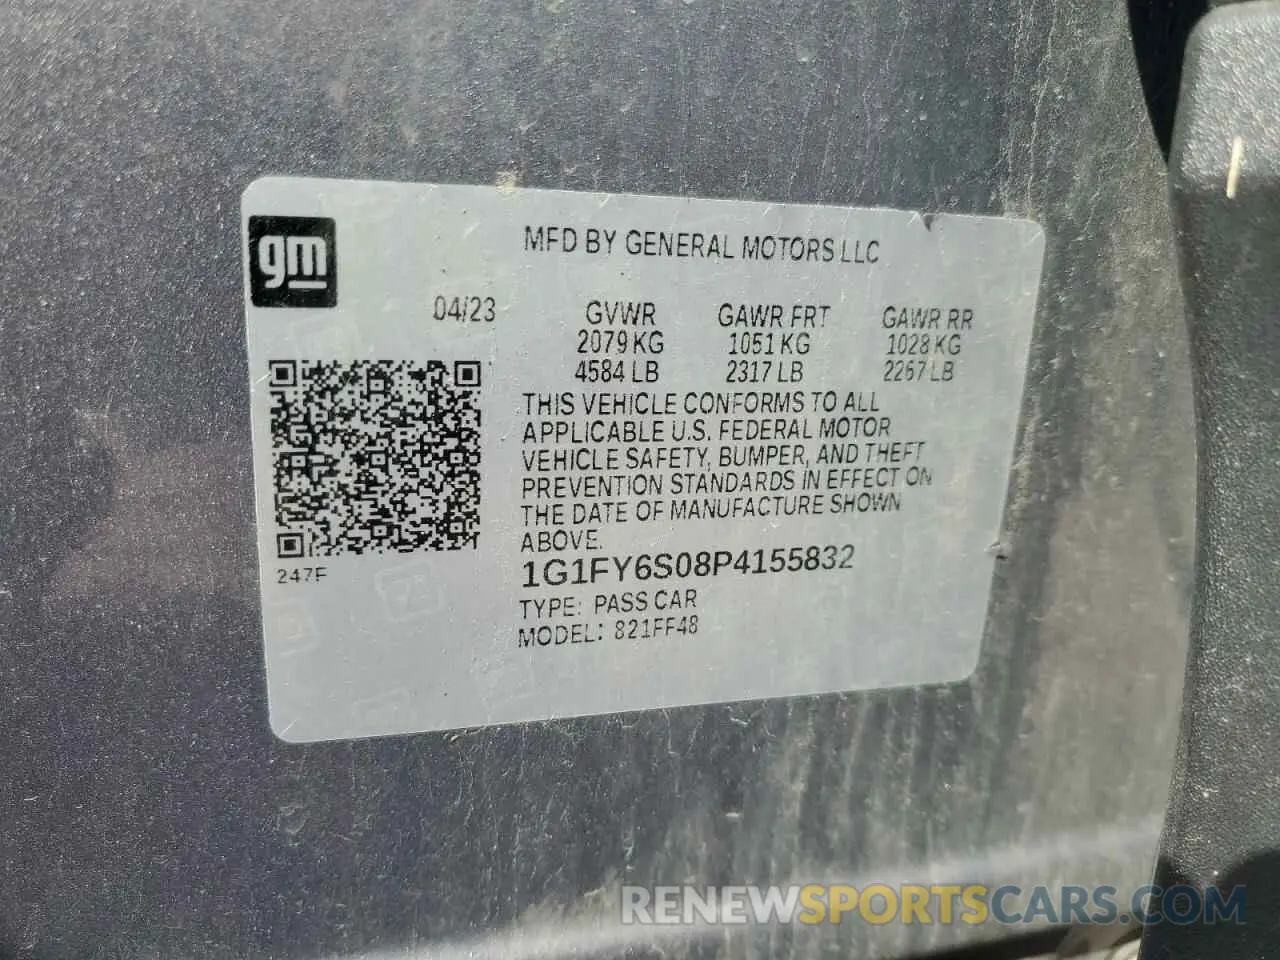 gm
MFD BY GENERAL MOTORS LLC
04/23 GVWR GAWR FRT GAWR RR
2079 KG 1051 KG 1028 KG
4584 LB 2317 LB 2267 LB
THIS VEHICLE CONFORMS TO ALL
APPLICABLE U.S. FEDERAL MOTOR
VEHICLE SAFETY, BUMPER, AND THEFT
PREVENTION STANDARDS IN EFFECT ON
THE DATE OF MANUFACTURE SHOWN
ABOVE.
247F
1G1FY6S08P4155832
TYPE: PASS CAR
MODEL: 821FF48
RENEWSPORTSCARS.COM